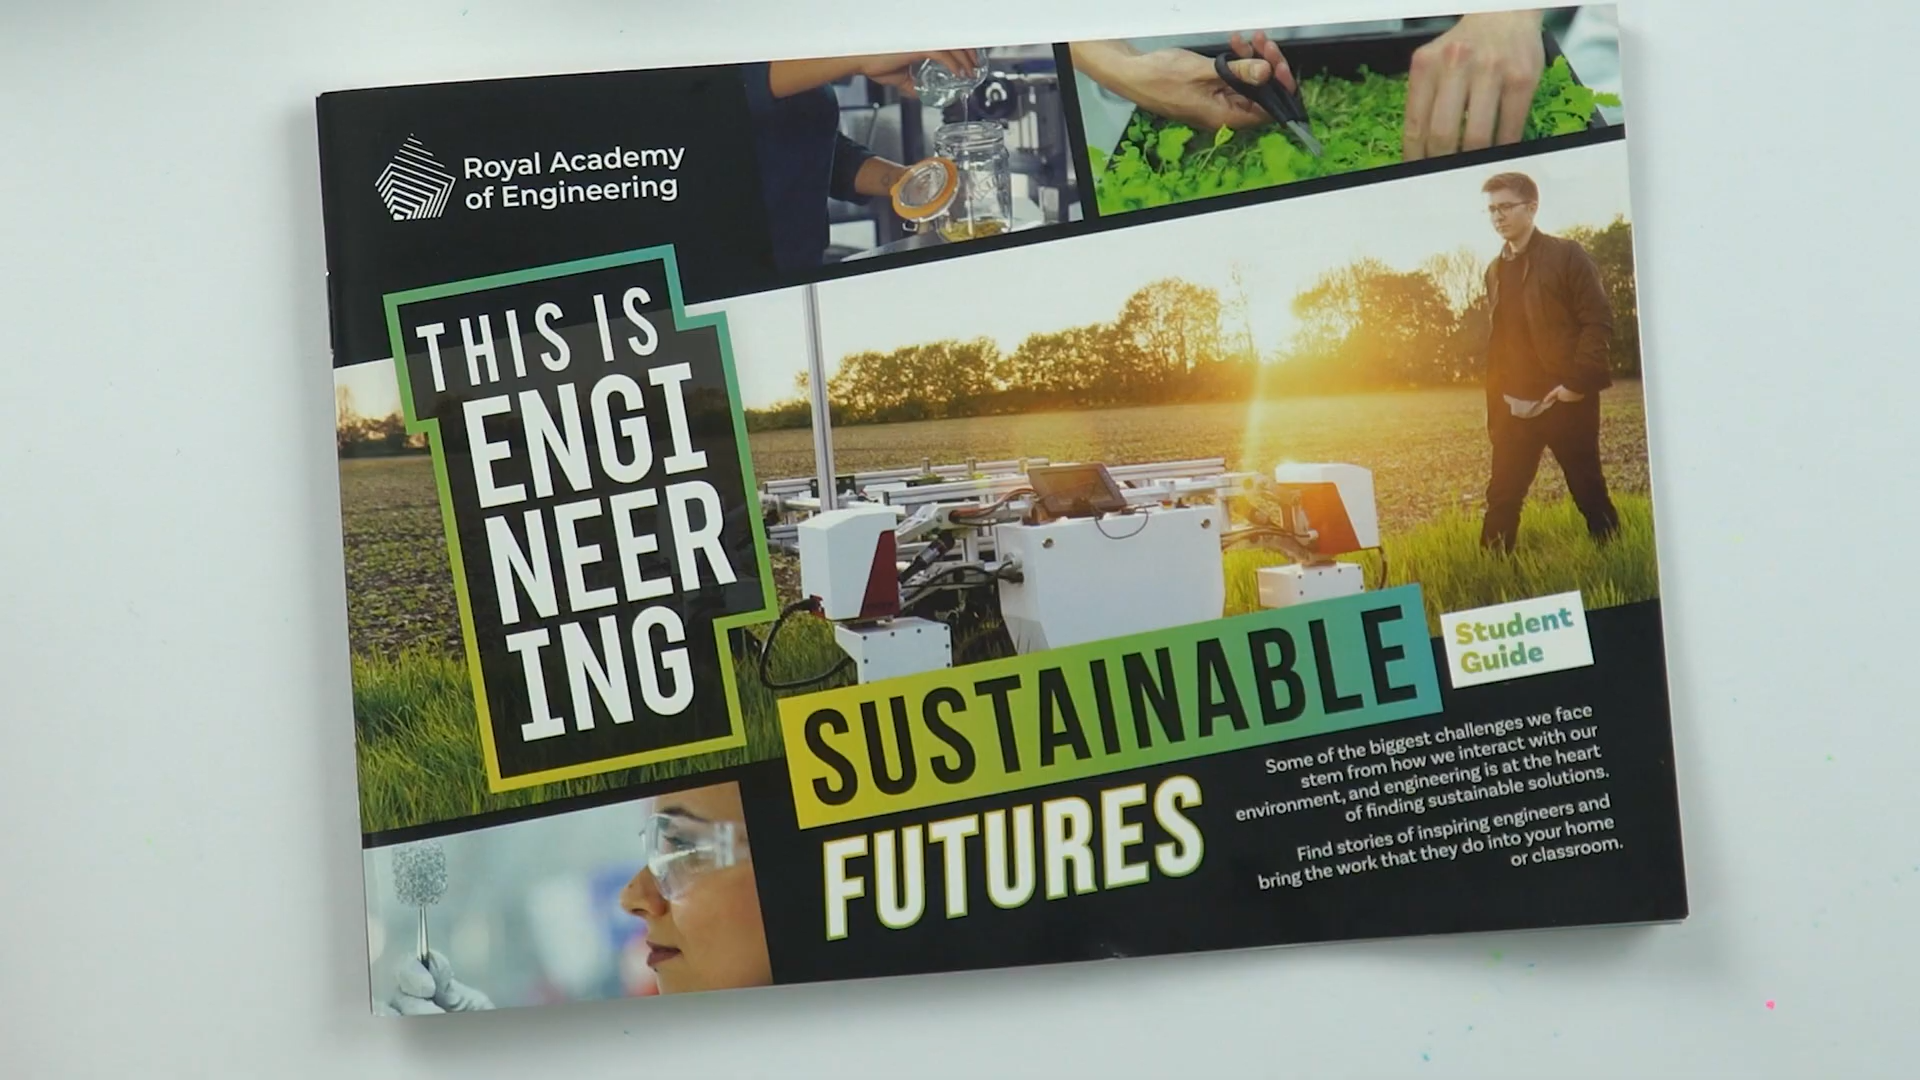 Royal Academy
of Engineering
THIS IS
ENGI
NEER
ING
SUSTAINABLE
FUTURES
Student
Guide
Some of the biggest challenges we face
stem from how we interact with our
environment, and engineering is at the heart
of finding sustainable solutions.
Find stories of inspiring engineers and
bring the work that they do into your home
or classroom.